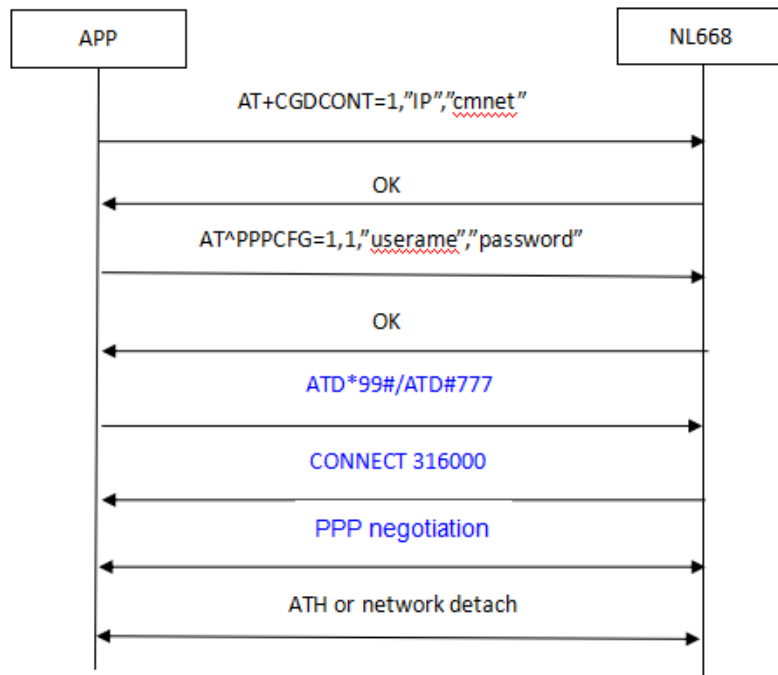 APP
NL668
AT+CGDCONT=1,”IP”,”cmnet”
OK
AT^PPPCFG=1,1,”userame”,”password”
OK
ATD*99#/ATD#777
CONNECT 316000
PPP negotiation
ATH or network detach